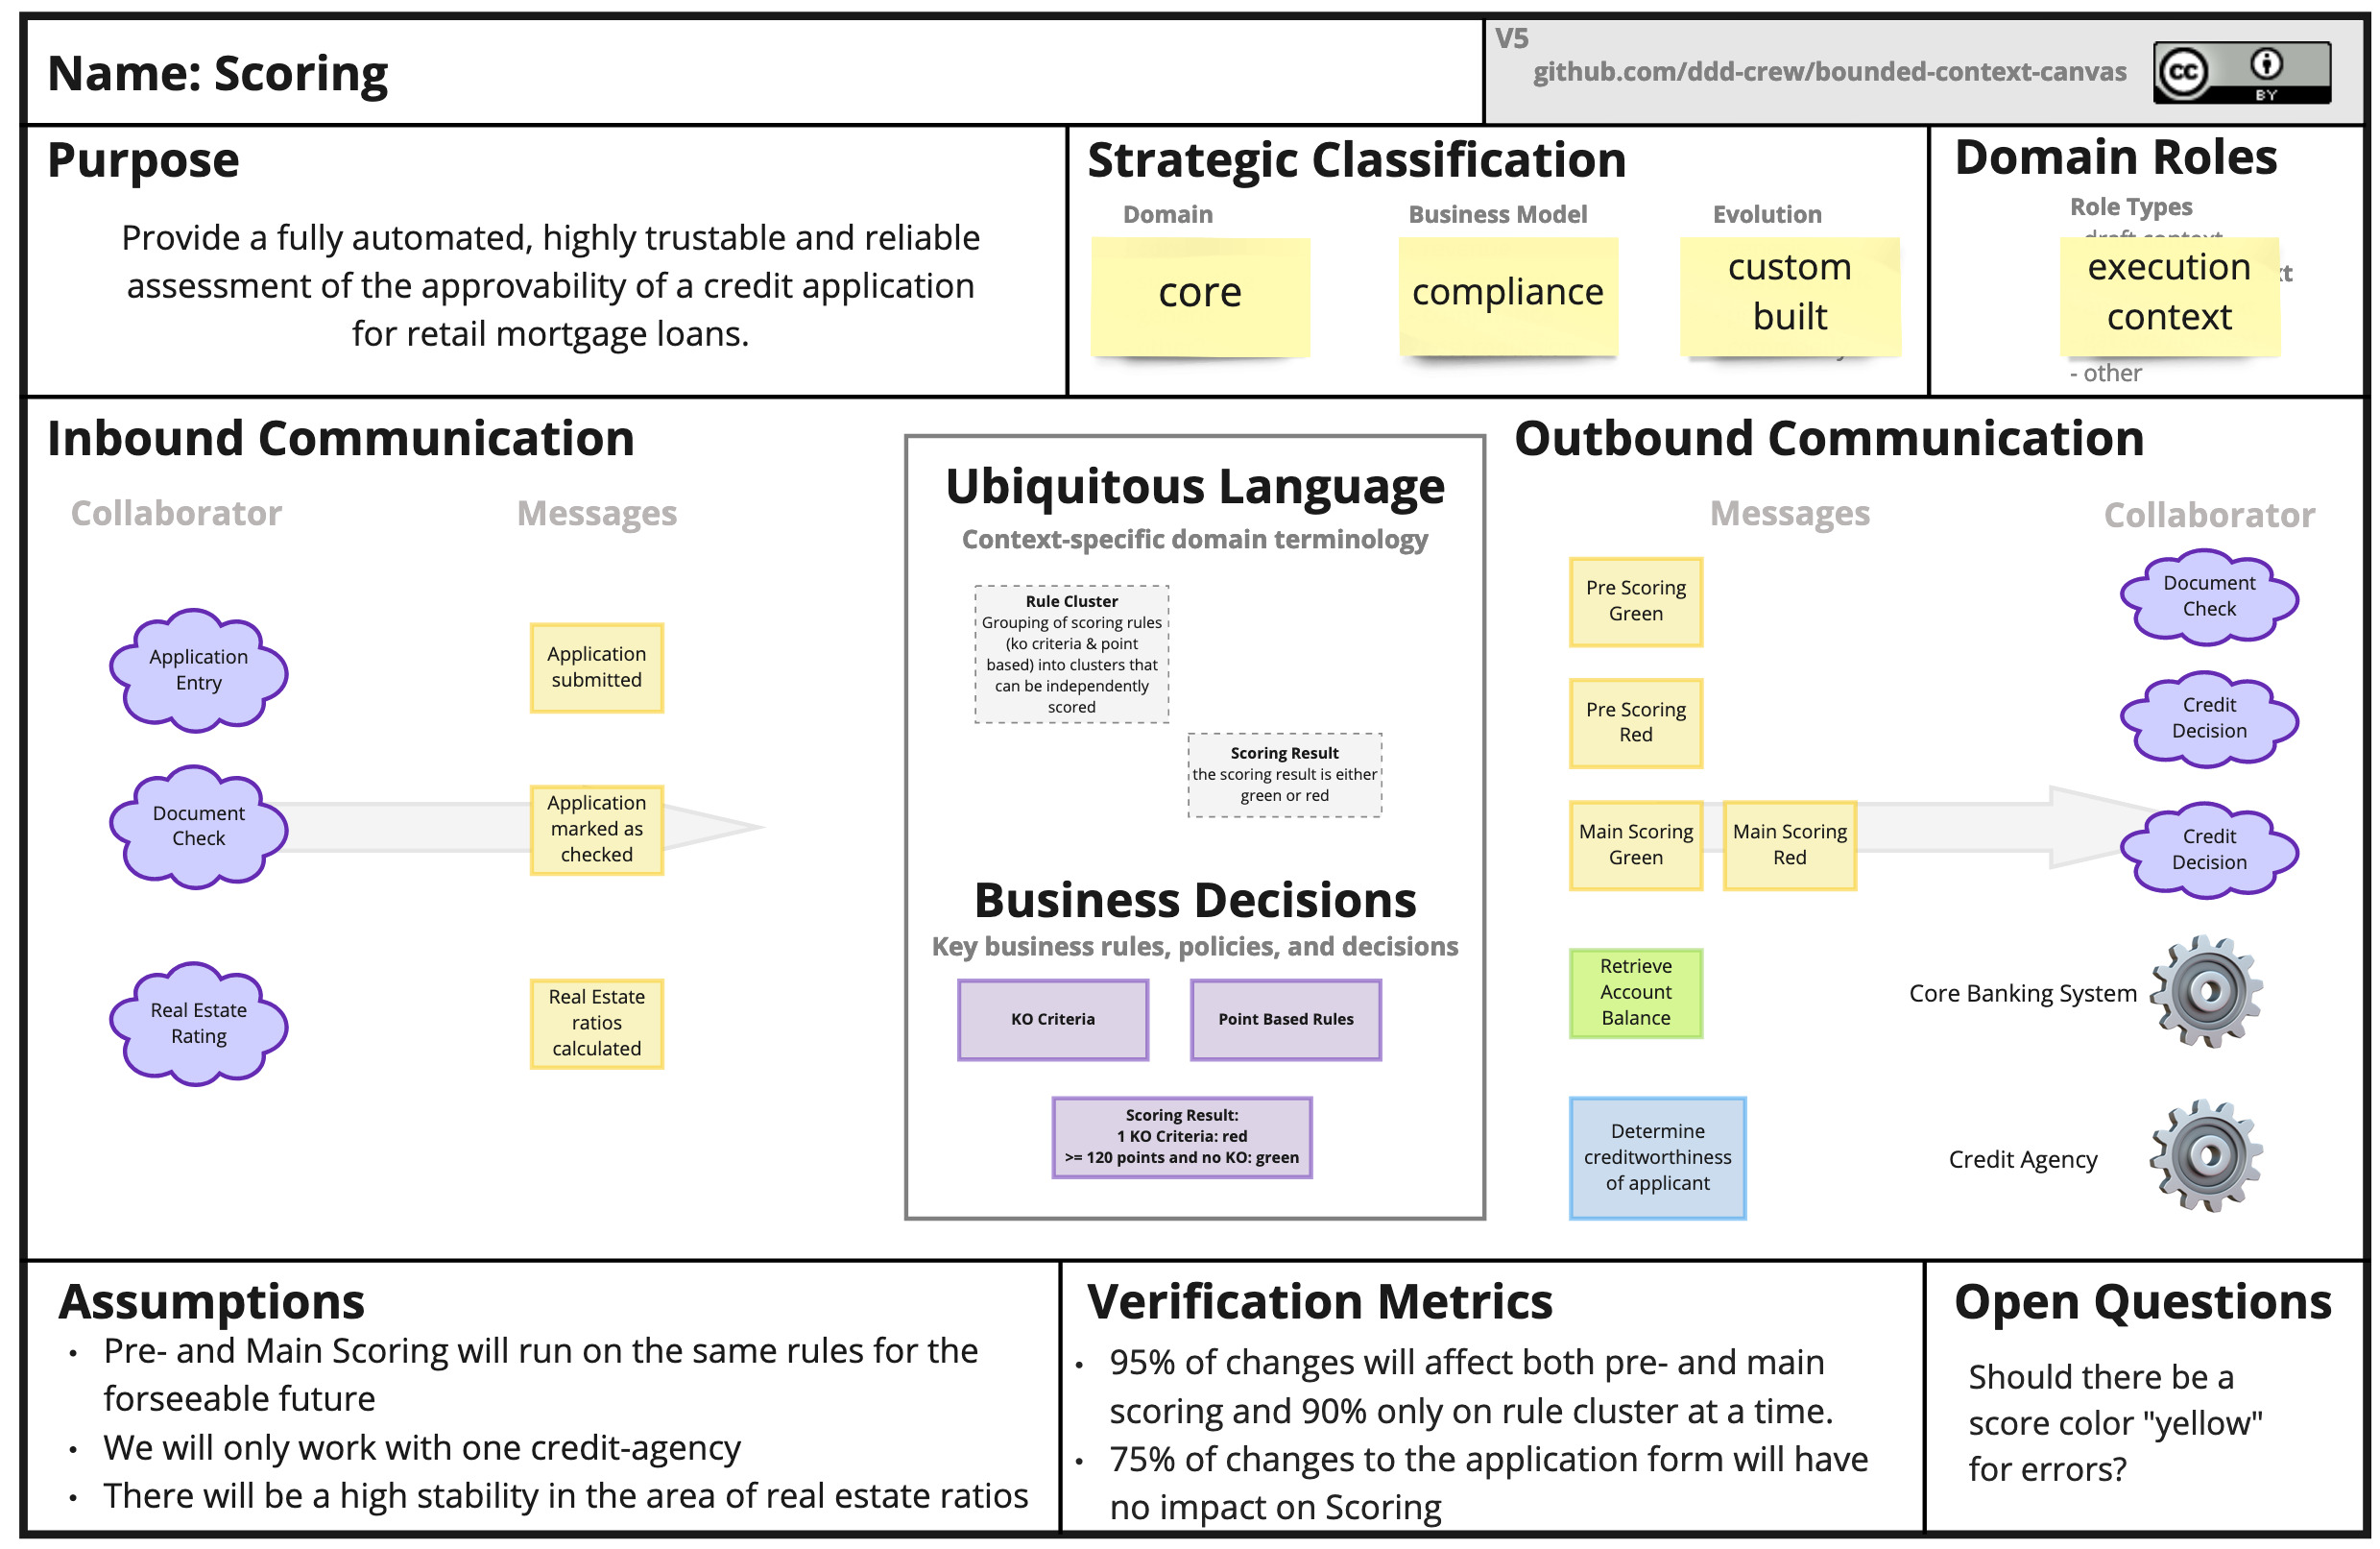 Name: Scoring
V5
github.com/ddd-crew/bounded-context-canvas
cc
BY
Purpose
Provide a fully automated, highly trustable and reliable
assessment of the approvability of a credit application
for retail mortgage loans.
Strategic Classification
Domain
core
Business Model
compliance
Evolution
custom
built
Domain Roles
Role Types
execution
context
- other
Inbound Communication
Collaborator
Messages
Application
Entry
Application
submitted
Document
Check
Application
marked as
checked
Real Estate
Rating
Real Estate
ratios
calculated
Ubiquitous Language
Context-specific domain terminology
Rule Cluster
Grouping of scoring rules
(ko criteria & point
based) into clusters that
can be independently
scored
Scoring Result
the scoring result is either
green or red
Business Decisions
Key business rules, policies, and decisions
KO Criteria
Point Based Rules
Scoring Result:
1 KO Criteria: red
>= 120 points and no KO: green
Outbound Communication
Messages
Collaborator
Pre Scoring
Green
Document
Check
Pre Scoring
Red
Credit
Decision
Main Scoring
Green
Main Scoring
Red
Credit
Decision
Retrieve
Account
Balance
Core Banking System
Determine
creditworthiness
of applicant
Credit Agency
Assumptions
• Pre- and Main Scoring will run on the same rules for the
forseeable future
• We will only work with one credit-agency
• There will be a high stability in the area of real estate ratios
Verification Metrics
• 95% of changes will affect both pre- and main
scoring and 90% only on rule cluster at a time.
• 75% of changes to the application form will have
no impact on Scoring
Open Questions
Should there be a
score color "yellow"
for errors?